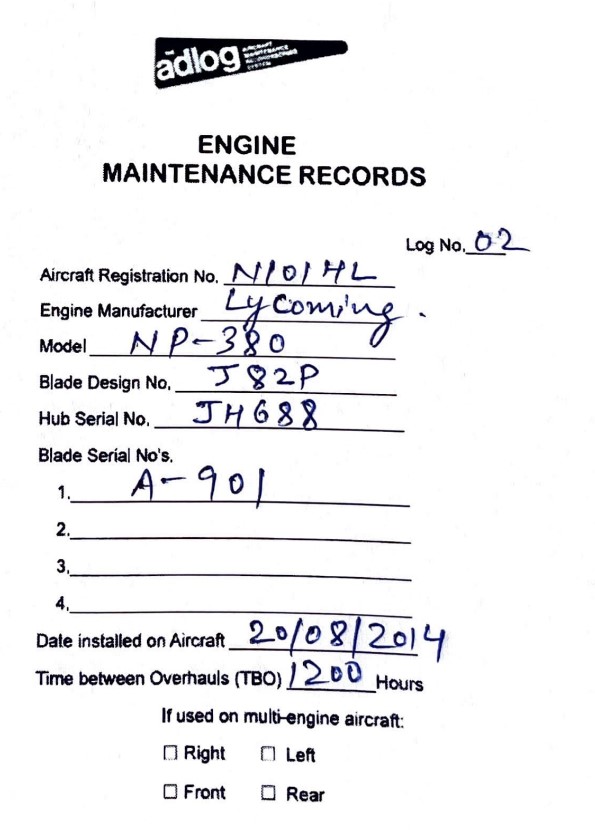 ādlog AIRCRAFT MAINTENANCE RECORDKEEPING SYSTEM
ENGINE
MAINTENANCE RECORDS
Log No. 02
Aircraft Registration No. N101HL
Engine Manufacturer Lycoming.
Model NP-380
Blade Design No. J82P
Hub Serial No. JH688
Blade Serial No's.
1. A-901
2.
3.
4.
Date installed on Aircraft 20/08/2014
Time between Overhauls (TBO) 1200 Hours
If used on multi-engine aircraft:
☐ Right ☐ Left
☐ Front ☐ Rear